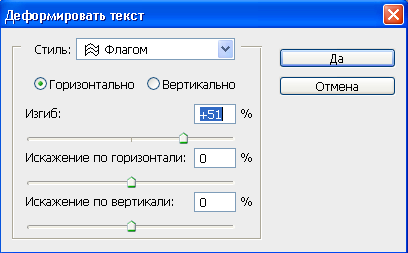 Деформировать текст
Стиль: Флагом
Да
Горизонтально Вертикально
Отмена
Изгиб: +51 %
Искажение по горизонтали: 0 %
Искажение по вертикали: 0 %